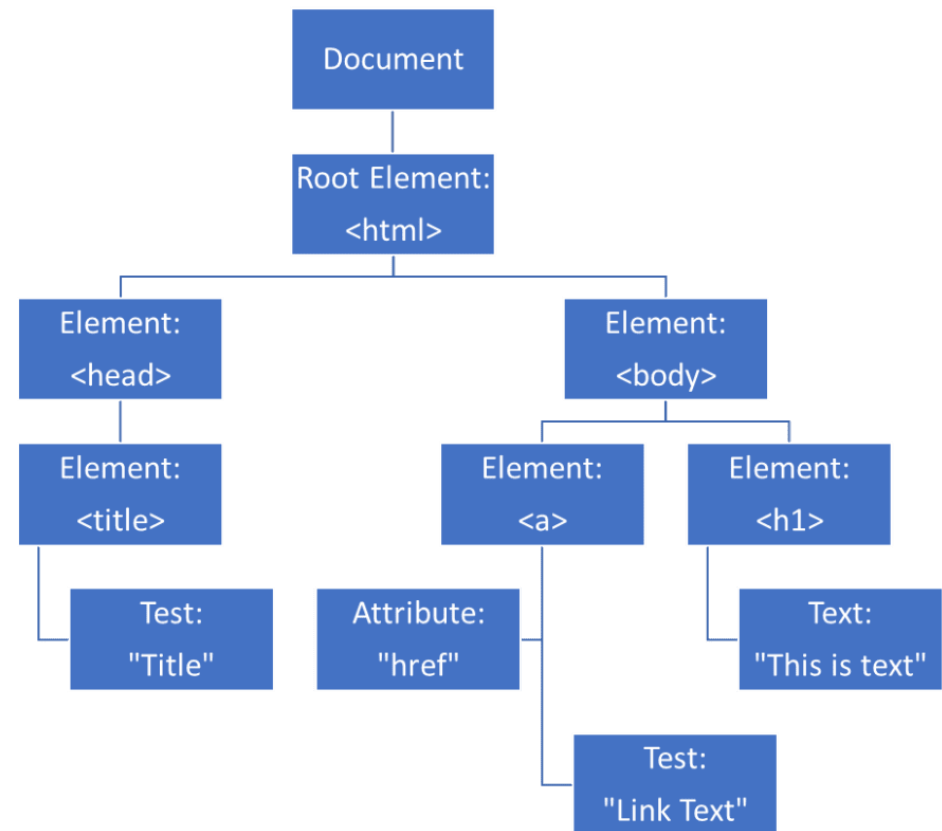 Document
Root Element:
<html>
Element:
<head>
Element:
<body>
Element:
<title>
Element:
<a>
Element:
<h1>
Test:
"Title"
Attribute:
"href"
Text:
"This is text"
Test:
"Link Text"